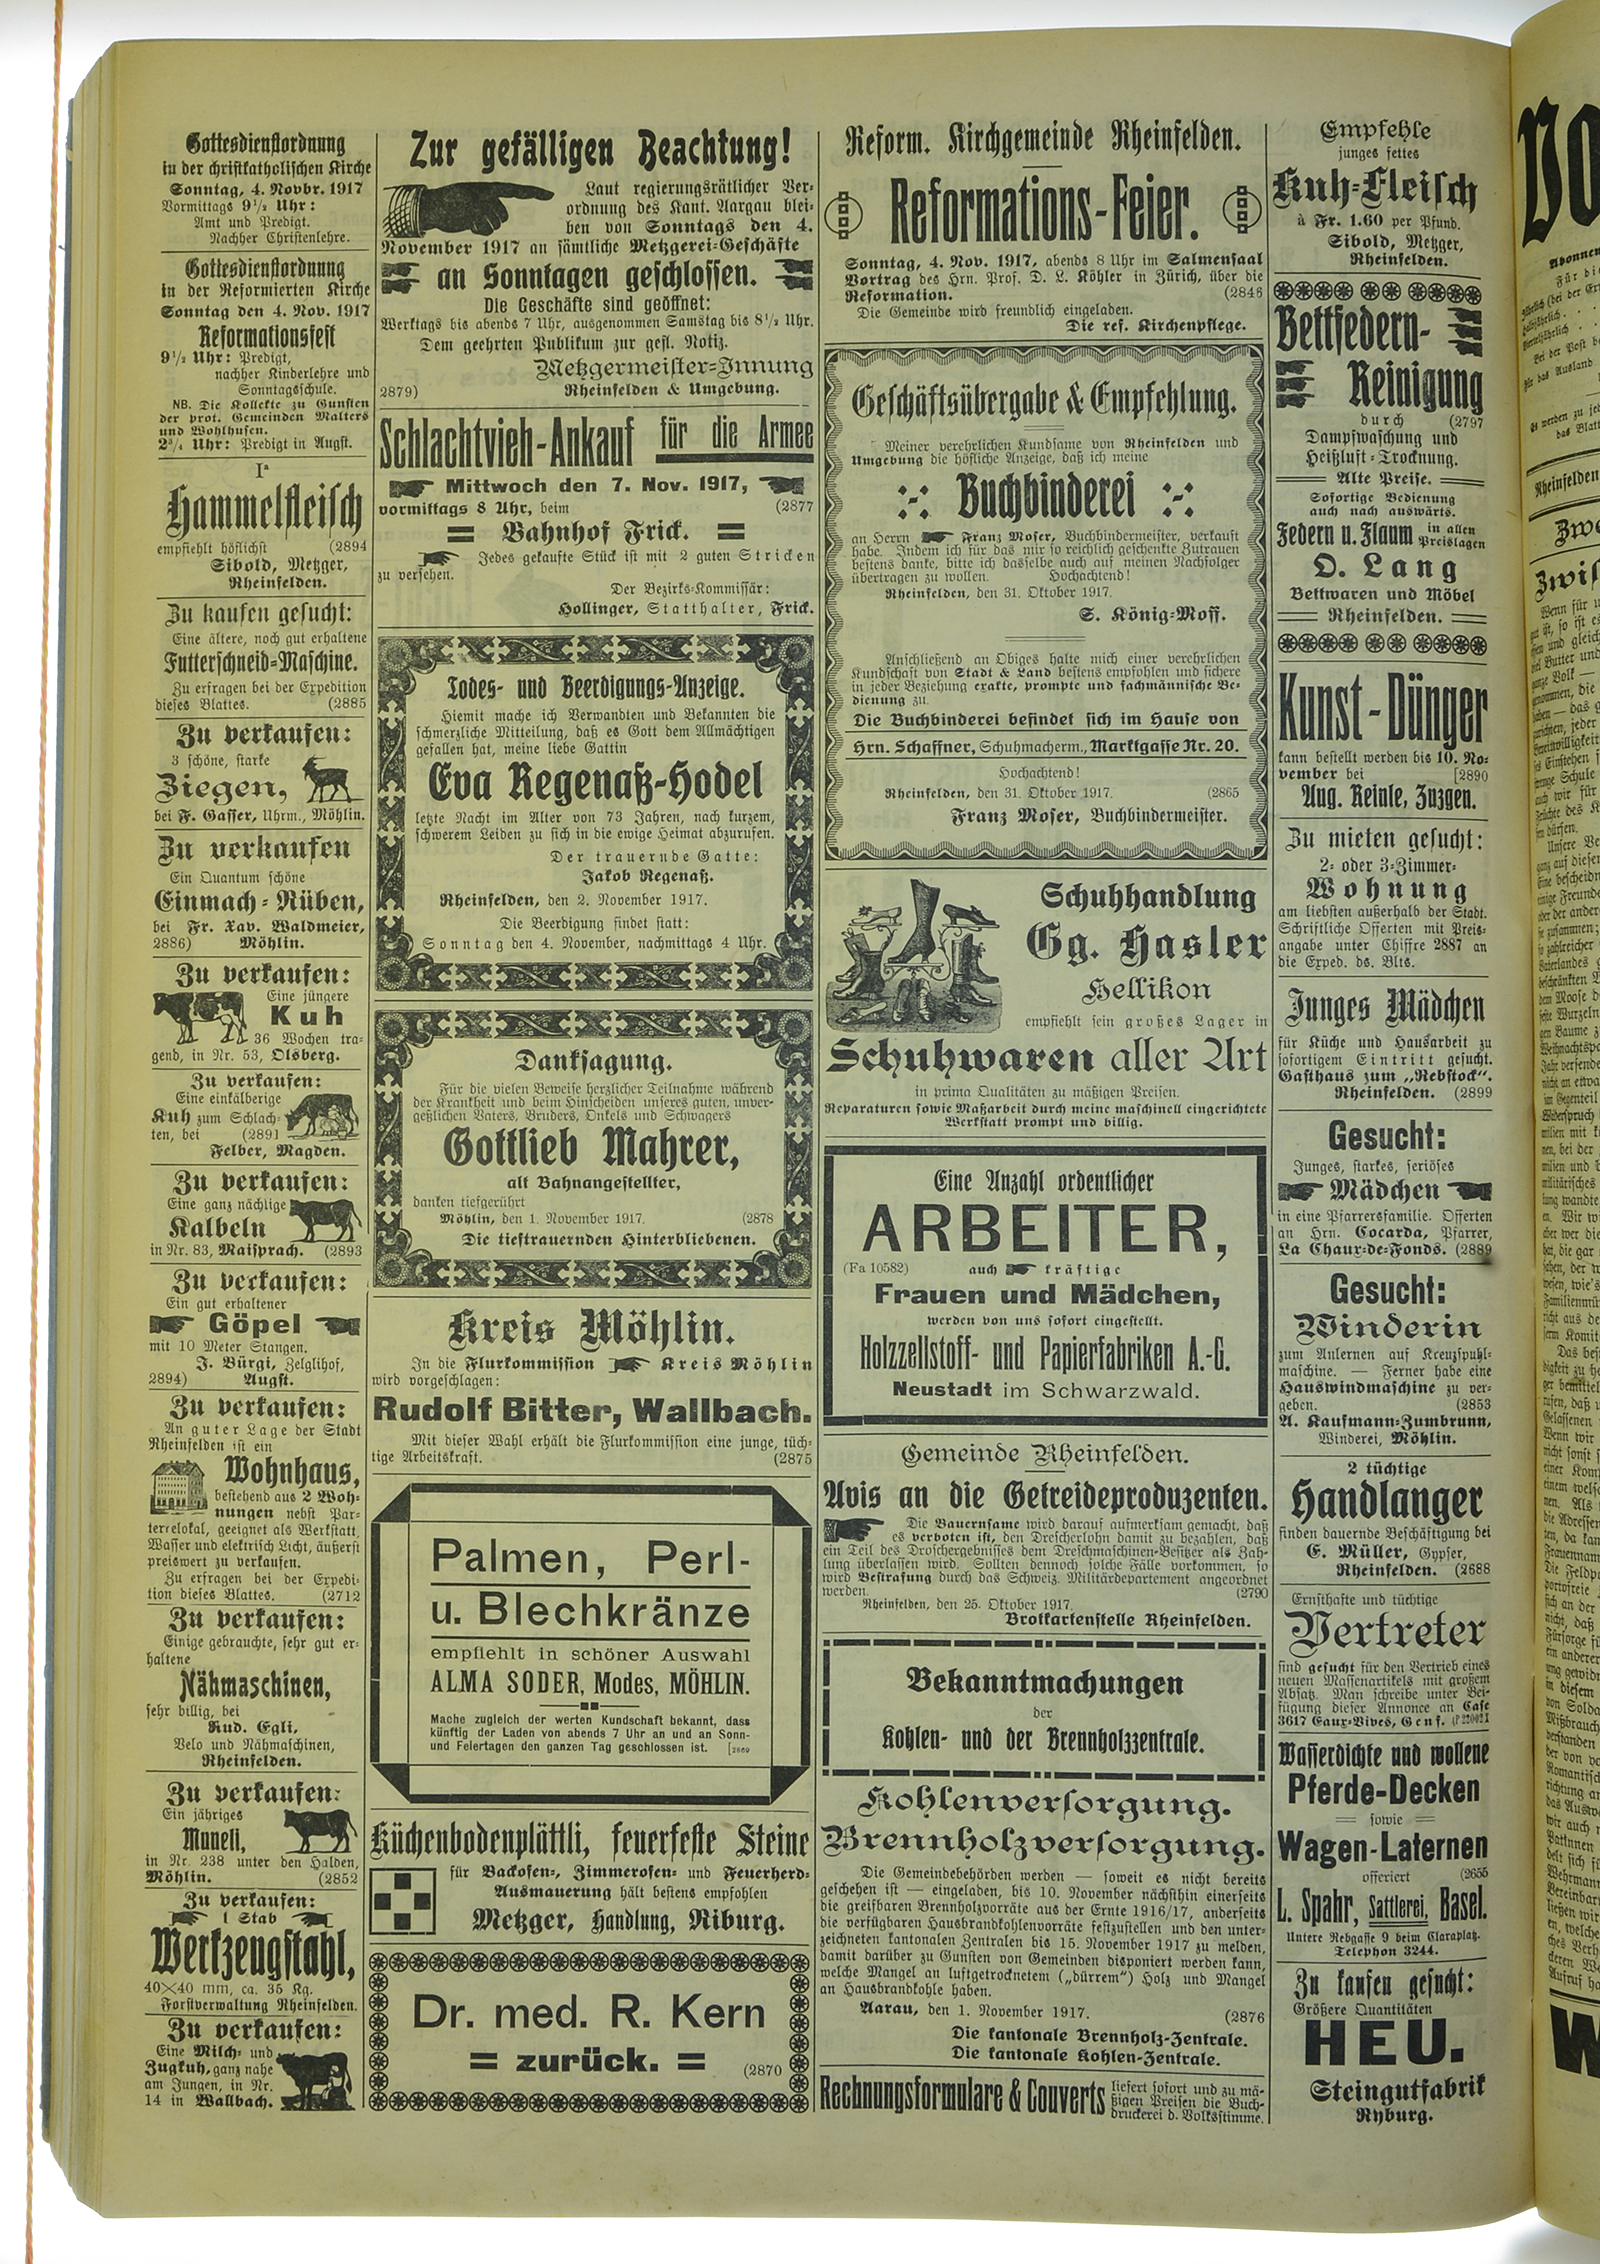 Gottesdienstordnung
in der christkatholischen Kirche
Sonntag, 4. Novbr. 1917
Vormittags 9½ Uhr:
Amt und Predigt.
Nachher Christenlehre.
Gottesdienstordnung
in der Reformierten Kirche
Sonntag den 4. Nov. 1917
Reformationsfest
9½ Uhr: Predigt,
nachher Kinderlehre und
Sonntagsschule.
NB. Die Kollekte zu Gunsten
der prot. Gemeinden Malters
und Wohlhusen.
2¾ Uhr: Predigt in Augst.
Iª
Hammelfleisch
empfiehlt höflichst (2894
Sibold, Metzger,
Rheinfelden.
Zu kaufen gesucht:
Eine ältere, noch gut erhaltene
Futterschneid-Maschine.
Zu erfragen bei der Expedition
dieses Blattes. (2885
Zu verkaufen:
3 schöne, starke
Ziegen,
bei F. Gasser, Uhrm., Möhlin.
Zu verkaufen
Ein Quantum schöne
Einmach-Rüben,
bei Fr. Xav. Waldmeier,
2886) Möhlin.
Zu verkaufen:
Eine jüngere
Kuh
36 Wochen tra-
gend, in Nr. 53, Olsberg.
Zu verkaufen:
Eine einkälberige
Kuh zum Schlach-
ten, bei (2891
Felber, Magden.
Zu verkaufen:
Eine ganz nächtige
Kalbeln
in Nr. 83, Maisprach. (2893
Zu verkaufen:
Ein gut erhaltener
Göpel
mit 10 Meter Stangen.
J. Bürgi, Zelglihof,
2894) Augst.
Zu verkaufen:
An guter Lage der Stadt
Rheinfelden ist ein
Wohnhaus,
bestehend aus 2 Woh-
nungen nebst Par-
terrelokal, geeignet als Werkstatt,
Wasser und elektrisch Licht, äußerst
preiswert zu verkaufen.
Zu erfragen bei der Expedi-
tion dieses Blattes. (2712
Zu verkaufen:
Einige gebrauchte, sehr gut er-
haltene
Nähmaschinen,
sehr billig, bei
Rud. Egli,
Velo und Nähmaschinen,
Rheinfelden.
Zu verkaufen:
Ein jähriges
Muneli,
in Nr. 238 unter den Halden,
Möhlin. (2852
Zu verkaufen:
1 Stab
Werkzeugstahl,
40×40 mm, ca. 35 Kg.
Forstverwaltung Rheinfelden.
Zu verkaufen:
Eine Milch- und
Zugkuh, ganz nahe
am Jungen, in Nr.
14 in Wallbach.
Zur gefälligen Beachtung!
Laut regierungsrätlicher Ver-
ordnung des Kant. Aargau blei-
ben von Sonntags den 4.
November 1917 an sämtliche Metzgerei-Geschäfte
an Sonntagen geschlossen.
Die Geschäfte sind geöffnet:
Werktags bis abends 7 Uhr, ausgenommen Samstag bis 8½ Uhr.
Dem geehrten Publikum zur gefl. Notiz.
Metzgermeister-Innung
2879) Rheinfelden & Umgebung.
Schlachtvieh-Ankauf für die Armee
Mittwoch den 7. Nov. 1917,
vormittags 8 Uhr, beim (2877
Bahnhof Frick.
Jedes gekaufte Stück ist mit 2 guten Stricken
zu versehen.
Der Bezirks-Kommissär:
Hollinger, Statthalter, Frick.
Todes- und Beerdigungs-Anzeige.
Hiemit mache ich Verwandten und Bekannten die
schmerzliche Mitteilung, daß es Gott dem Allmächtigen
gefallen hat, meine liebe Gattin
Eva Regenaß-Hodel
letzte Nacht im Alter von 73 Jahren, nach kurzem,
schwerem Leiden zu sich in die ewige Heimat abzurufen.
Der trauernde Gatte:
Jakob Regenaß.
Rheinfelden, den 2. November 1917.
Die Beerdigung findet statt:
Sonntag den 4. November, nachmittags 4 Uhr.
Danksagung.
Für die vielen Beweise herzlicher Teilnahme während
der Krankheit und beim Hinscheiden unseres guten, unver-
geßlichen Vaters, Bruders, Onkels und Schwagers
Gottlieb Mahrer,
alt Bahnangestellter,
danken tiefgerührt
Möhlin, den 1. November 1917. (2878
Die tieftrauernden Hinterbliebenen.
Kreis Möhlin.
In die Flurkommission Kreis Möhlin
wird vorgeschlagen:
Rudolf Bitter, Wallbach.
Mit dieser Wahl erhält die Flurkommission eine junge, tüch-
tige Arbeitskraft. (2875
Palmen, Perl-
u. Blechkränze
empfiehlt in schöner Auswahl
ALMA SODER, Modes, MÖHLIN.
Mache zugleich der werten Kundschaft bekannt, dass
künftig der Laden von abends 7 Uhr an und an Sonn-
und Feiertagen den ganzen Tag geschlossen ist. [2869
Küchenbodenplättli, feuerfeste Steine
für Backofen-, Zimmerofen- und Feuerherd-
Ausmauerung hält bestens empfohlen
Metzger, Handlung, Riburg.
Dr. med. R. Kern
= zurück. = (2870
Reform. Kirchgemeinde Rheinfelden.
Reformations-Feier.
Sonntag, 4. Nov. 1917, abends 8 Uhr im Salmensaal
Vortrag des Hrn. Prof. D. L. Köhler in Zürich, über die
Reformation. (2846
Die Gemeinde wird freundlich eingeladen.
Die ref. Kirchenpflege.
Geschäftsübergabe & Empfehlung.
Meiner verehrlichen Kundsame von Rheinfelden und
Umgebung die höfliche Anzeige, daß ich meine
Buchbinderei
an Herrn Franz Moser, Buchbindermeister, verkauft
habe. Indem ich für das mir so reichlich geschenkte Zutrauen
bestens danke, bitte ich dasselbe auch auf meinen Nachfolger
übertragen zu wollen. Hochachtend!
Rheinfelden, den 31. Oktober 1917.
S. König-Moff.
Anschließend an Obiges halte mich einer verehrlichen
Kundschaft von Stadt & Land bestens empfohlen und sichere
in jeder Beziehung exakte, prompte und fachmännische Be-
dienung zu.
Die Buchbinderei befindet sich im Hause von
Hrn. Schaffner, Schuhmacherm., Marktgasse Nr. 20.
Hochachtend!
Rheinfelden, den 31. Oktober 1917. (2865
Franz Moser, Buchbindermeister.
Schuhhandlung
Gg. Hasler
Hellikon
empfiehlt sein großes Lager in
Schuhwaren aller Art
in prima Qualitäten zu mäßigen Preisen.
Reparaturen sowie Maßarbeit durch meine maschinell eingerichtete
Werkstatt prompt und billig.
Eine Anzahl ordentlicher
ARBEITER,
(Fa 10582) auch kräftige
Frauen und Mädchen,
werden von uns sofort eingestellt.
Holzzellstoff- und Papierfabriken A.-G.
Neustadt im Schwarzwald.
Gemeinde Rheinfelden.
Avis an die Getreideproduzenten.
Die Bauernsame wird darauf aufmerksam gemacht, daß
es verboten ist, den Drescherlohn damit zu bezahlen, daß
ein Teil des Droschergebnisses dem Dreschmaschinen-Besitzer als Zah-
lung überlassen wird. Sollten dennoch solche Fälle vorkommen, so
wird Bestrafung durch das Schweiz. Militärdepartement angeordnet
werden. (2790
Rheinfelden, den 25. Oktober 1917.
Brotkartenstelle Rheinfelden.
Bekanntmachungen
der
Kohlen- und der Brennholzzentrale.
Kohlenversorgung.
Brennholzversorgung.
Die Gemeindebehörden werden — soweit es nicht bereits
geschehen ist — eingeladen, bis 10. November nächsthin einerseits
die greifbaren Brennholzvorräte aus der Ernte 1916/17, anderseits
die verfügbaren Hausbrandkohlenvorräte festzustellen und den unter-
zeichneten kantonalen Zentralen bis 15. November 1917 zu melden,
damit darüber zu Gunsten von Gemeinden disponiert werden kann,
welche Mangel an luftgetrocknetem („dürrem“) Holz und Mangel
an Hausbrandkohle haben.
Aarau, den 1. November 1917. (2876
Die kantonale Brennholz-Zentrale.
Die kantonale Kohlen-Zentrale.
Rechnungsformulare & Couverts
liefert sofort und zu mä-
ßigen Preisen die Buch-
druckerei d. Volksstimme.
Empfehle
junges fettes
Kuh-Fleisch
à Fr. 1.60 per Pfund.
Sibold, Metzger,
Rheinfelden.
Bettfedern-
Reinigung
durch (2797
Dampfwaschung und
Heißluft-Trocknung.
Alte Preise.
Sofortige Bedienung
auch nach auswärts.
Federn u. Flaum in allen Preislagen
O. Lang
Bettwaren und Möbel
Rheinfelden.
Kunst-Dünger
kann bestellt werden bis 10. No-
vember bei [2890
Aug. Reinle, Zuzgen.
Zu mieten gesucht:
2- oder 3-Zimmer-
Wohnung
am liebsten außerhalb der Stadt.
Schriftliche Offerten mit Preis-
angabe unter Chiffre 2887 an
die Exped. ds. Blts.
Junges Mädchen
für Küche und Hausarbeit zu
sofortigem Eintritt gesucht.
Gasthaus zum „Rebstock“.
Rheinfelden. (2899
Gesucht:
Junges, starkes, seriöses
Mädchen
in eine Pfarrersfamilie. Offerten
an Hrn. Cocarda, Pfarrer,
La Chaux-de-Fonds. (2889
Gesucht:
Winderin
zum Anlernen auf Kreuzspuhl-
maschine. — Ferner habe eine
Hauswindmaschine zu ver-
geben. (2853
A. Kaufmann-Zumbrunn,
Winderei, Möhlin.
2 tüchtige
Handlanger
finden dauernde Beschäftigung bei
E. Müller, Gypser,
Rheinfelden. (2688
Ernsthafte und tüchtige
Vertreter
sind gesucht für den Vertrieb eines
neuen Massenartikels mit großem
Absatz. Man schreibe unter Bei-
fügung dieser Annonce an Case
3617 Eaux-Vives, Genf.
Wasserdichte und wollene
Pferde-Decken
sowie
Wagen-Laternen
offeriert (2655
L. Spahr, Sattlerei, Basel.
Untere Rebgasse 9 beim Claraplatz.
Telephon 3244.
Zu kaufen gesucht:
Größere Quantitäten
HEU.
Steingutfabrik
Ryburg.